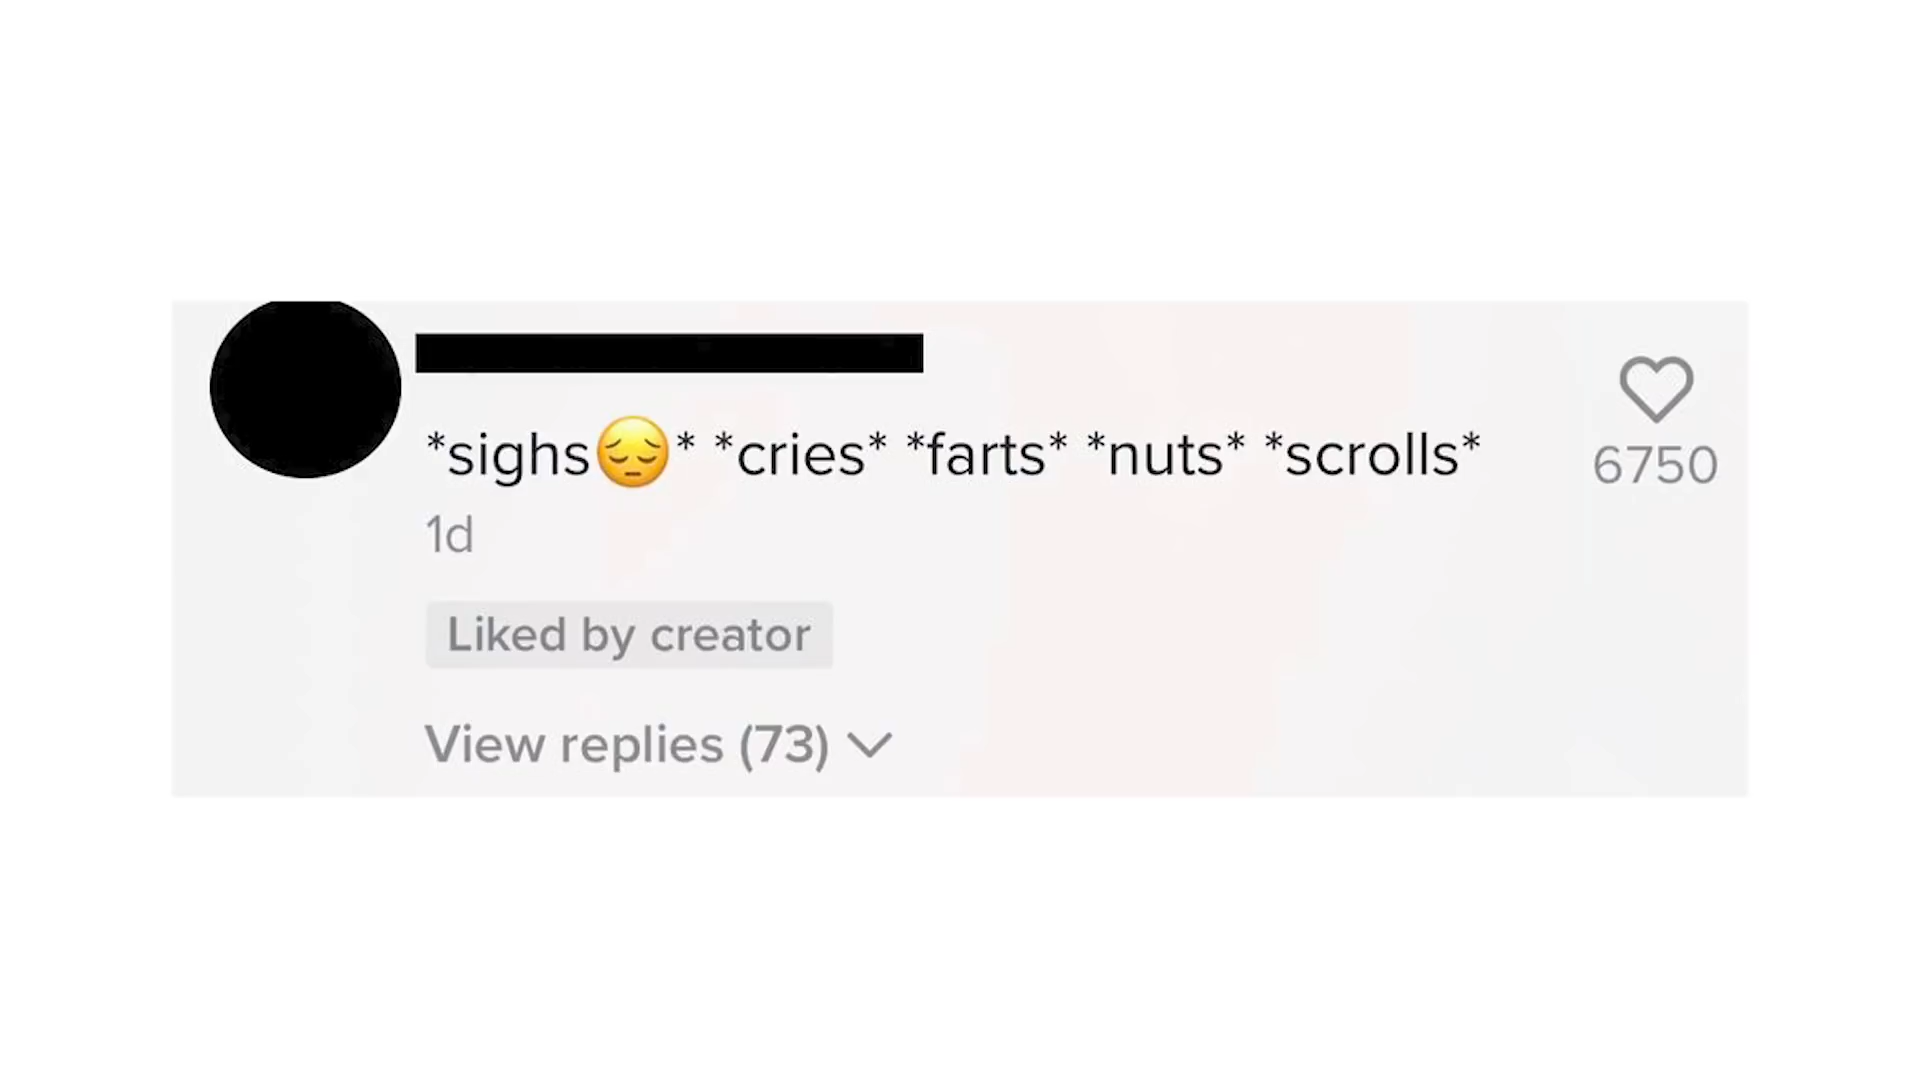 *sighs😔* *cries* *farts* *nuts* *scrolls*
6750
1d
Liked by creator
View replies (73)